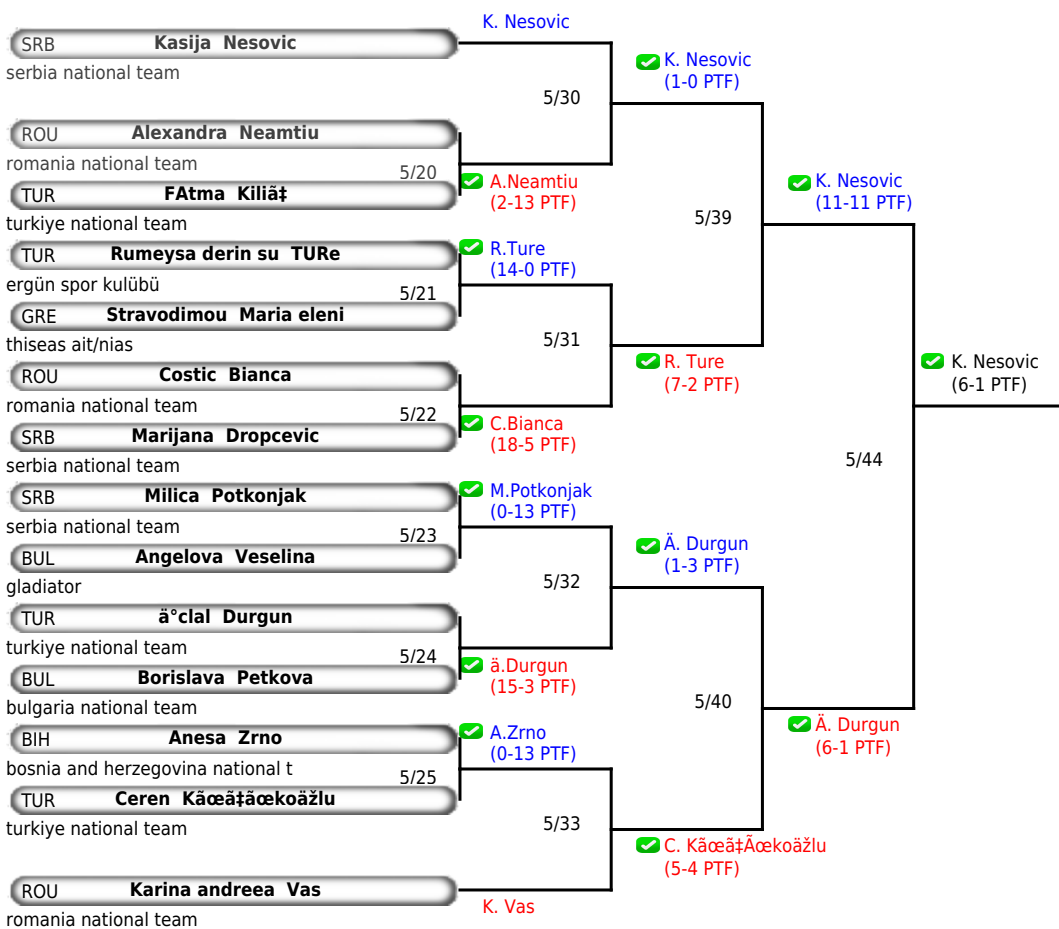 K. Nesovic
SRB Kasija Nesovic
serbia national team
K. Nesovic
(1-0 PTF)
5/30
ROU Alexandra Neamtiu
romania national team
5/20
A.Neamtiu
(2-13 PTF)
TUR FAtma Kiliã‡
turkiye national team
K. Nesovic
(11-11 PTF)
5/39
TUR Rumeysa derin su TURe
ergün spor kulübü
R.Ture
(14-0 PTF)
5/21
GRE Stravodimou Maria eleni
thiseas ait/nias
5/31
R. Ture
(7-2 PTF)
K. Nesovic
(6-1 PTF)
ROU Costic Bianca
romania national team
5/22
C.Bianca
(18-5 PTF)
SRB Marijana Dropcevic
serbia national team
5/44
SRB Milica Potkonjak
serbia national team
M.Potkonjak
(0-13 PTF)
5/23
BUL Angelova Veselina
gladiator
Ä. Durgun
(1-3 PTF)
5/32
TUR ä°clal Durgun
turkiye national team
5/24
ä.Durgun
(15-3 PTF)
BUL Borislava Petkova
bulgaria national team
5/40
Ä. Durgun
(6-1 PTF)
BIH Anesa Zrno
bosnia and herzegovina national t
A.Zrno
(0-13 PTF)
5/25
TUR Ceren Kãœã‡ãœkoäžlu
turkiye national team
5/33
C. Kãœã‡Ãœkoäžlu
(5-4 PTF)
ROU Karina andreea Vas
romania national team
K. Vas